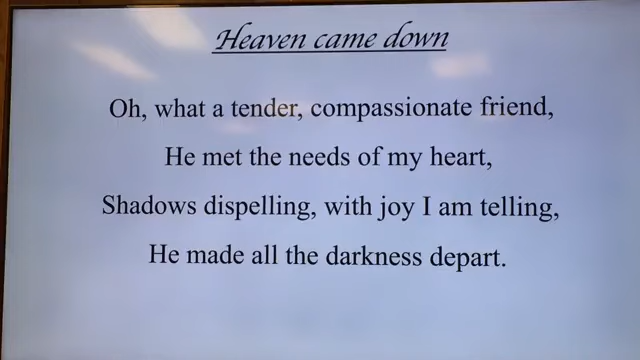 Heaven came down
Oh, what a tender, compassionate friend,
He met the needs of my heart,
Shadows dispelling, with joy I am telling,
He made all the darkness depart.